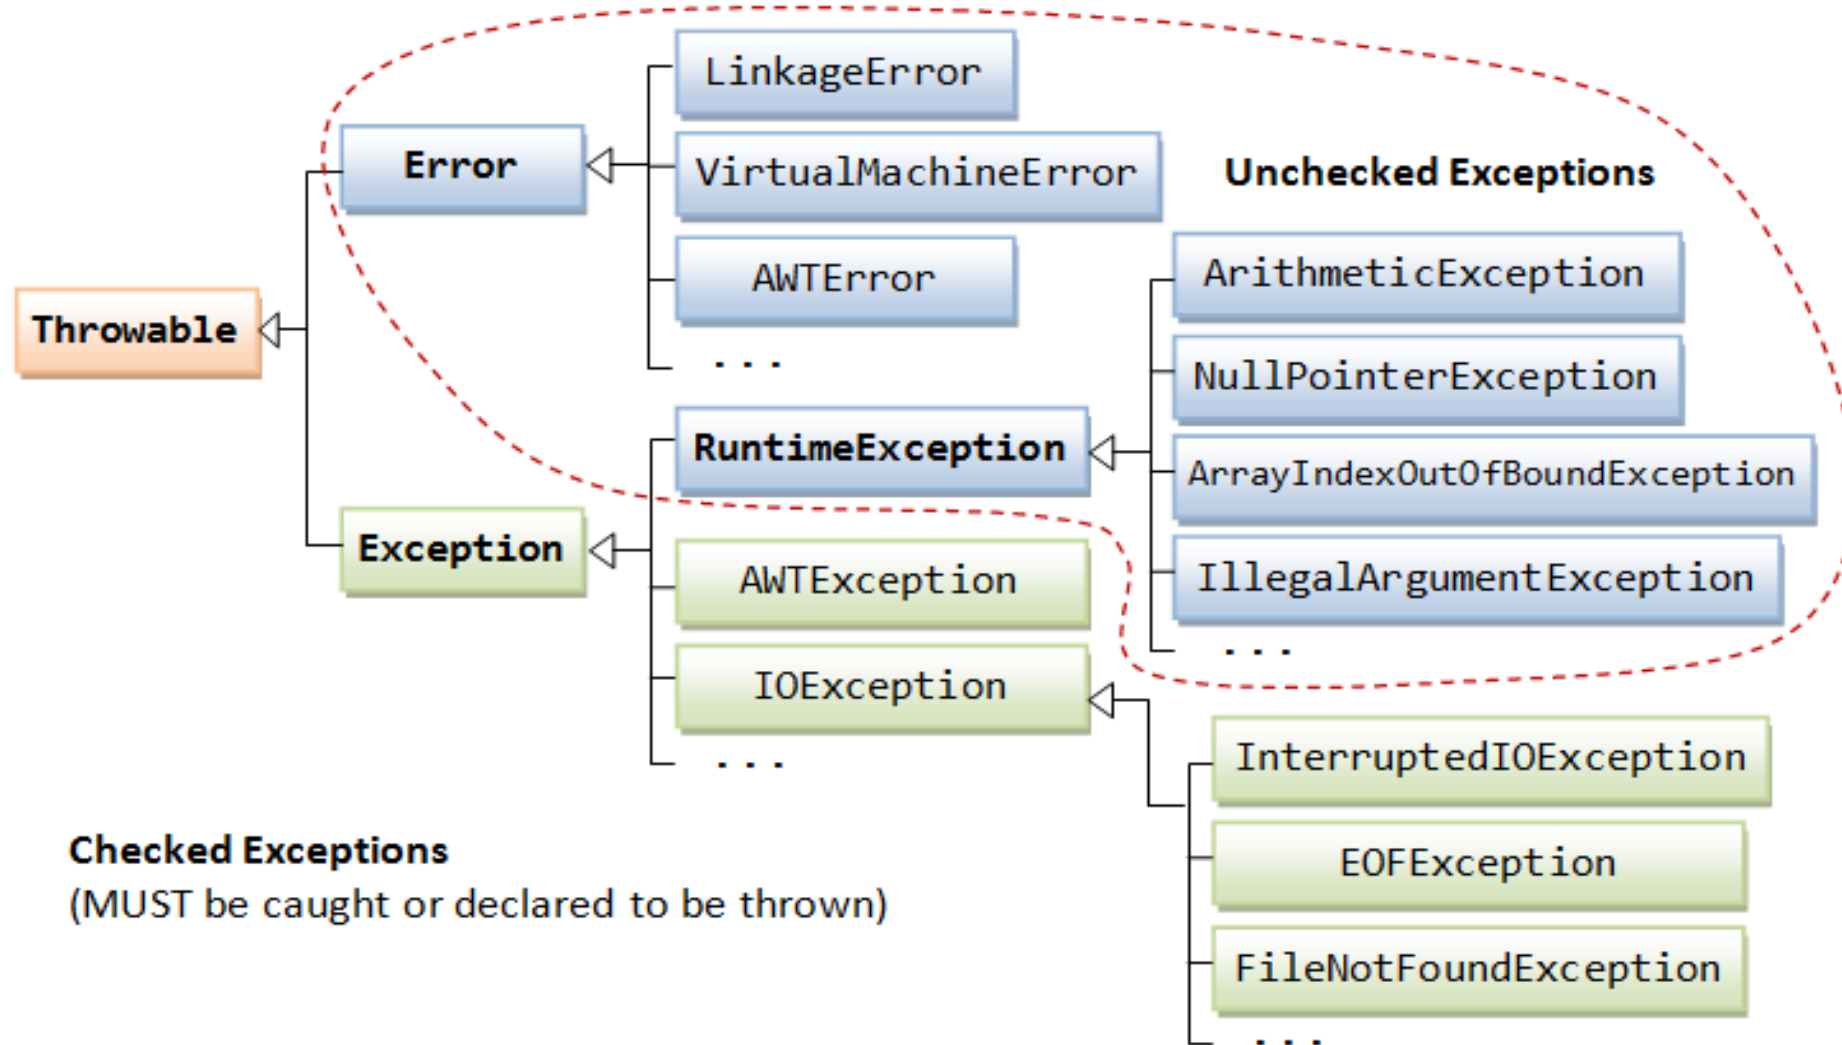 LinkageError
Error
VirtualMachineError
Unchecked Exceptions
AWTError
ArithmeticException
Throwable
...
NullPointerException
RuntimeException
ArrayIndexOutOfBoundException
Exception
AWTException
IllegalArgumentException
...
IOException
...
InterruptedIOException
Checked Exceptions
(MUST be caught or declared to be thrown)
EOFException
FileNotFoundException
...